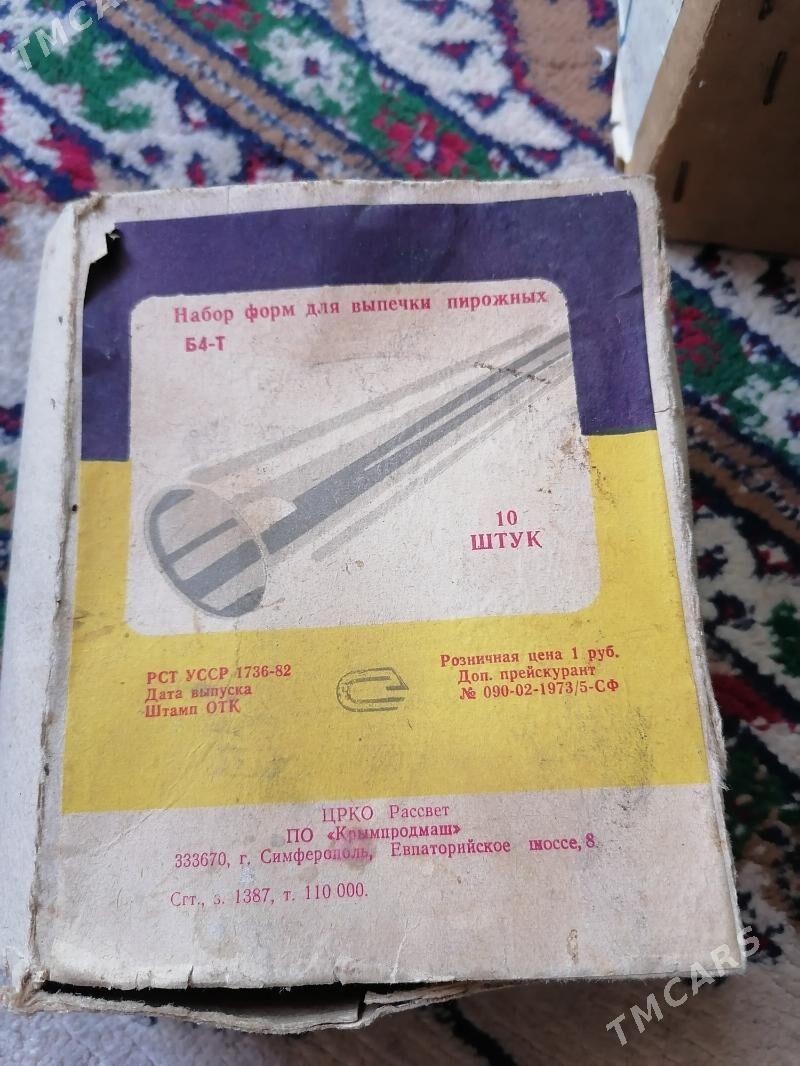 Набор форм для выпечки пирожных
Б4-Т
10
ШТУК
РСТ УССР 1736-82
Дата выпуска
Штамп ОТК
Розничная цена 1 руб.
Доп. прейскурант
№ 090-02-1973/5-СФ
ЦРКО Рассвет
ПО «Крымпродмаш»
333670, г. Симферополь, Евпаторийское шоссе, 8
Сгт., з. 1387, т. 110 000.
TMCARS
TMCARS